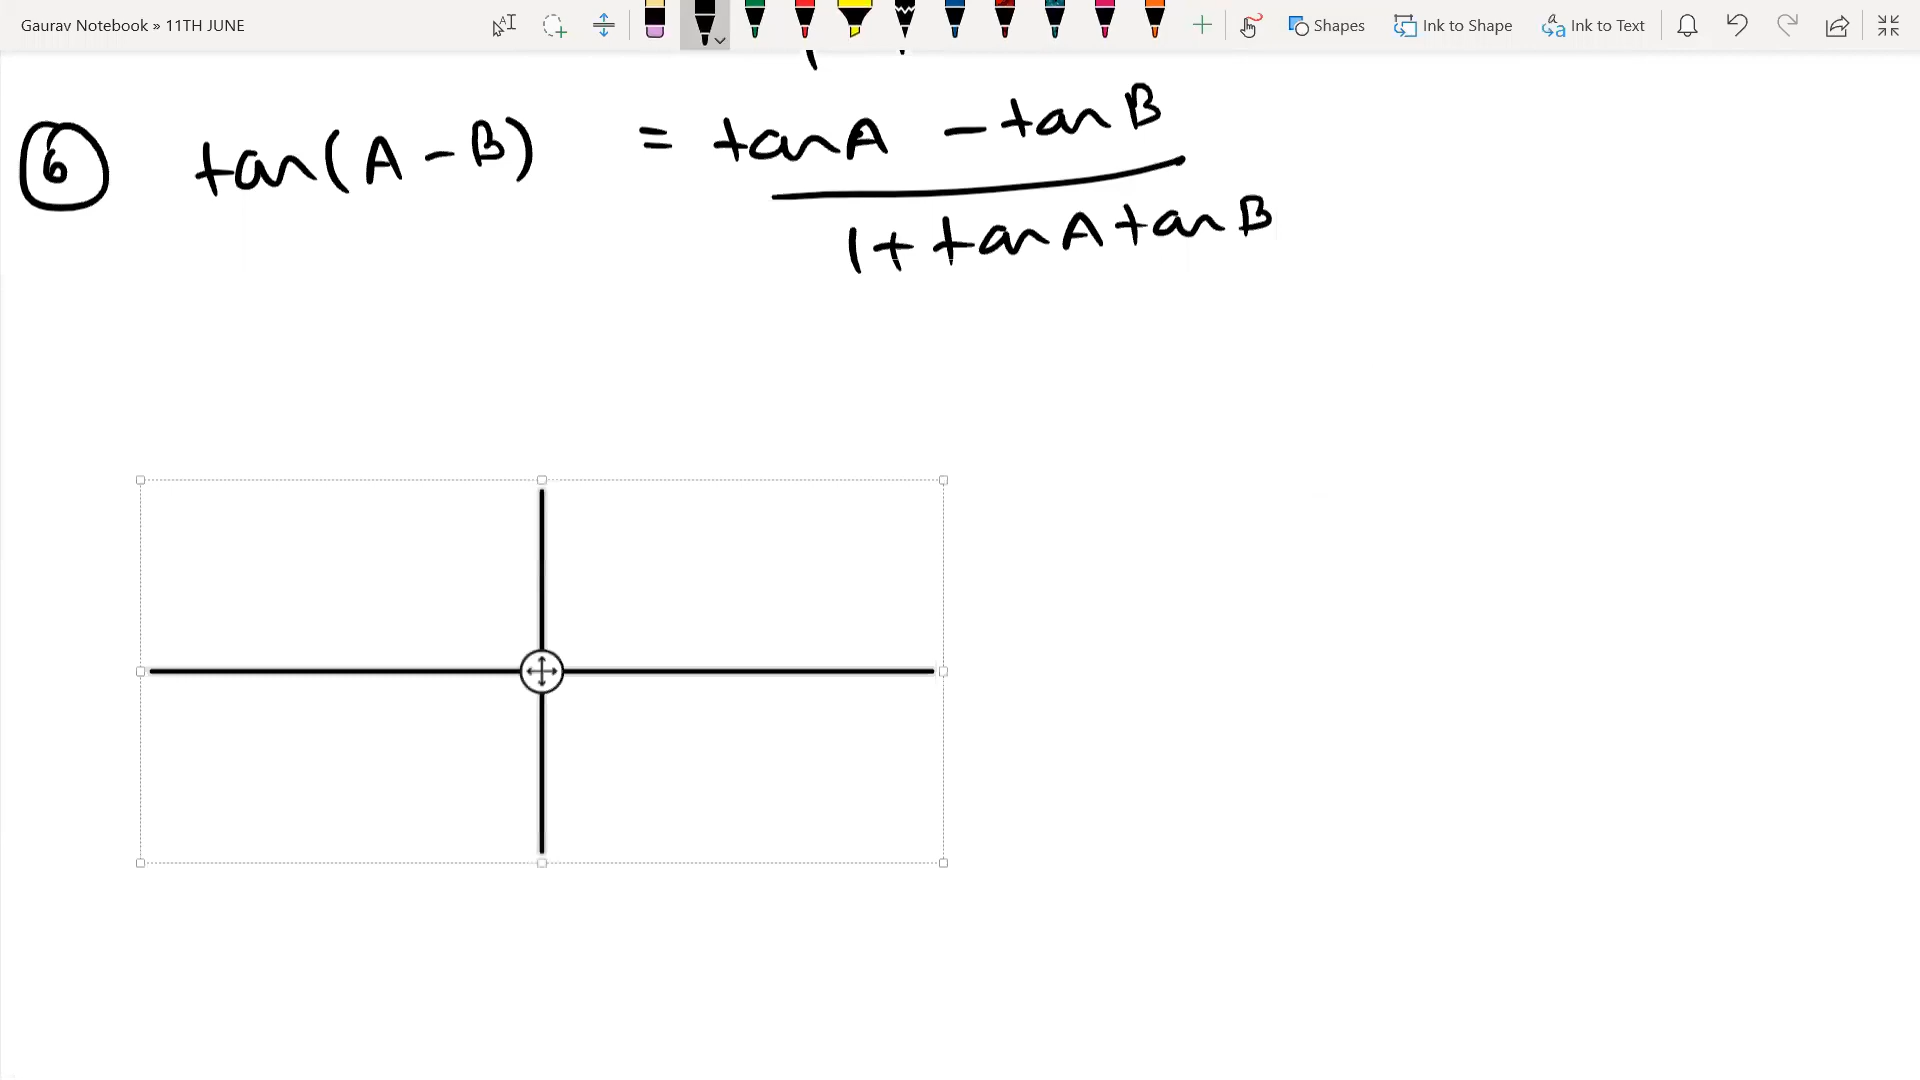 Gaurav Notebook » 11TH JUNE Shapes Ink to Shape Ink to Text
⑥ tan(A - B) = tanA - tanB
1 + tanA tanB